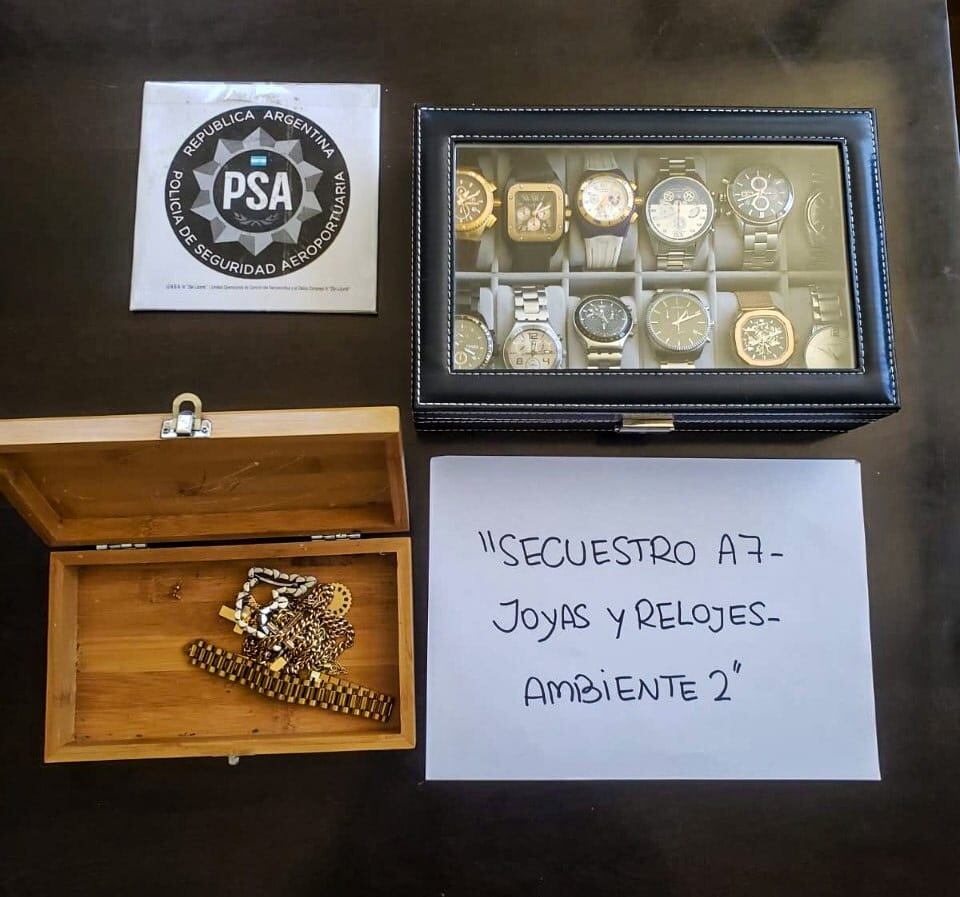 REPUBLICA ARGENTINA
PSA
POLICIA DE SEGURIDAD AEROPORTUARIA
"SECUESTRO A7-
JOYAS Y RELOJES-
AMBIENTE 2"